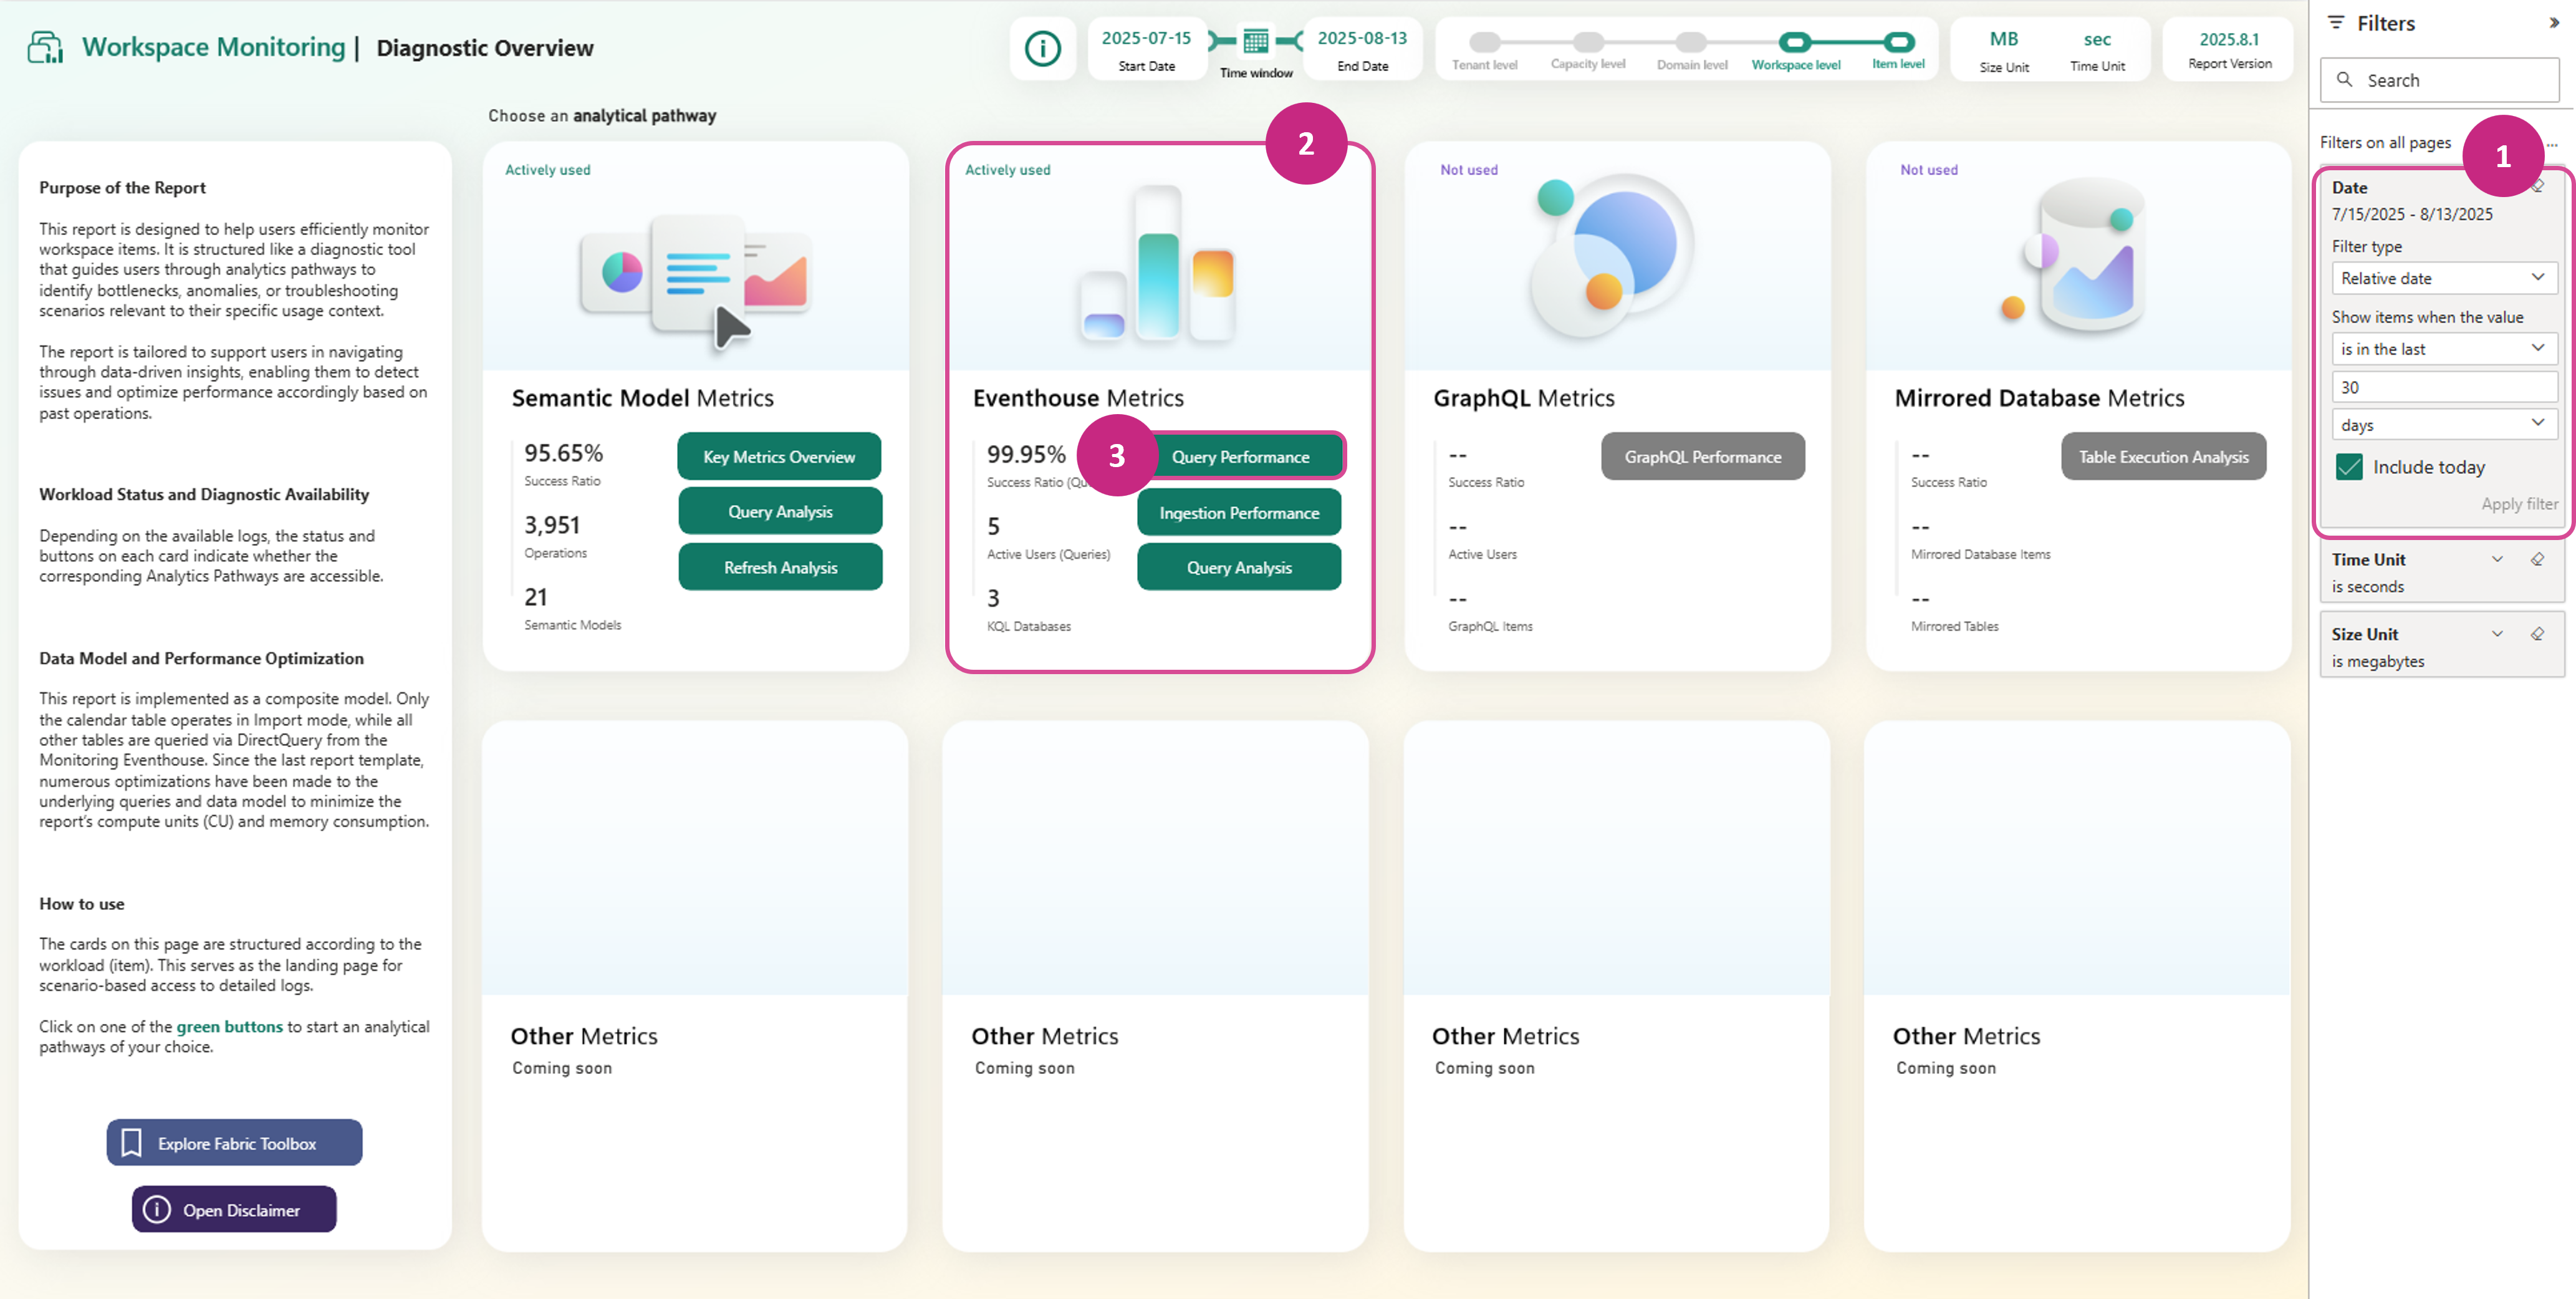 Workspace Monitoring | Diagnostic Overview
2025-07-15
Start Date
Time window
2025-08-13
End Date
Tenant level
Capacity level
Domain level
Workspace level
Item level
MB
Size Unit
sec
Time Unit
2025.8.1
Report Version
Choose an analytical pathway
Purpose of the Report
This report is designed to help users efficiently monitor
workspace items. It is structured like a diagnostic tool
that guides users through analytics pathways to
identify bottlenecks, anomalies, or troubleshooting
scenarios relevant to their specific usage context.
The report is tailored to support users in navigating
through data-driven insights, enabling them to detect
issues and optimize performance accordingly based on
past operations.
Workload Status and Diagnostic Availability
Depending on the available logs, the status and
buttons on each card indicate whether the
corresponding Analytics Pathways are accessible.
Data Model and Performance Optimization
This report is implemented as a composite model. Only
the calendar table operates in Import mode, while all
other tables are queried via DirectQuery from the
Monitoring Eventhouse. Since the last report template,
numerous optimizations have been made to the
underlying queries and data model to minimize the
report's compute units (CU) and memory consumption.
How to use
The cards on this page are structured according to the
workload (item). This serves as the landing page for
scenario-based access to detailed logs.
Click on one of the green buttons to start an analytical
pathways of your choice.
Explore Fabric Toolbox
Open Disclaimer
Actively used
Semantic Model Metrics
95.65%
Success Ratio
3,951
Operations
21
Semantic Models
Key Metrics Overview
Query Analysis
Refresh Analysis
2
Actively used
Eventhouse Metrics
99.95%
Success Ratio (Qu
5
Active Users (Queries)
3
KQL Databases
3
Query Performance
Ingestion Performance
Query Analysis
Not used
GraphQL Metrics
--
Success Ratio
--
Active Users
--
GraphQL Items
GraphQL Performance
Not used
Mirrored Database Metrics
--
Success Ratio
--
Mirrored Database Items
--
Mirrored Tables
Table Execution Analysis
Other Metrics
Coming soon
Other Metrics
Coming soon
Other Metrics
Coming soon
Other Metrics
Coming soon
Filters
Search
Filters on all pages
1
Date
7/15/2025 - 8/13/2025
Filter type
Relative date
Show items when the value
is in the last
30
days
Include today
Apply filter
Time Unit
is seconds
Size Unit
is megabytes